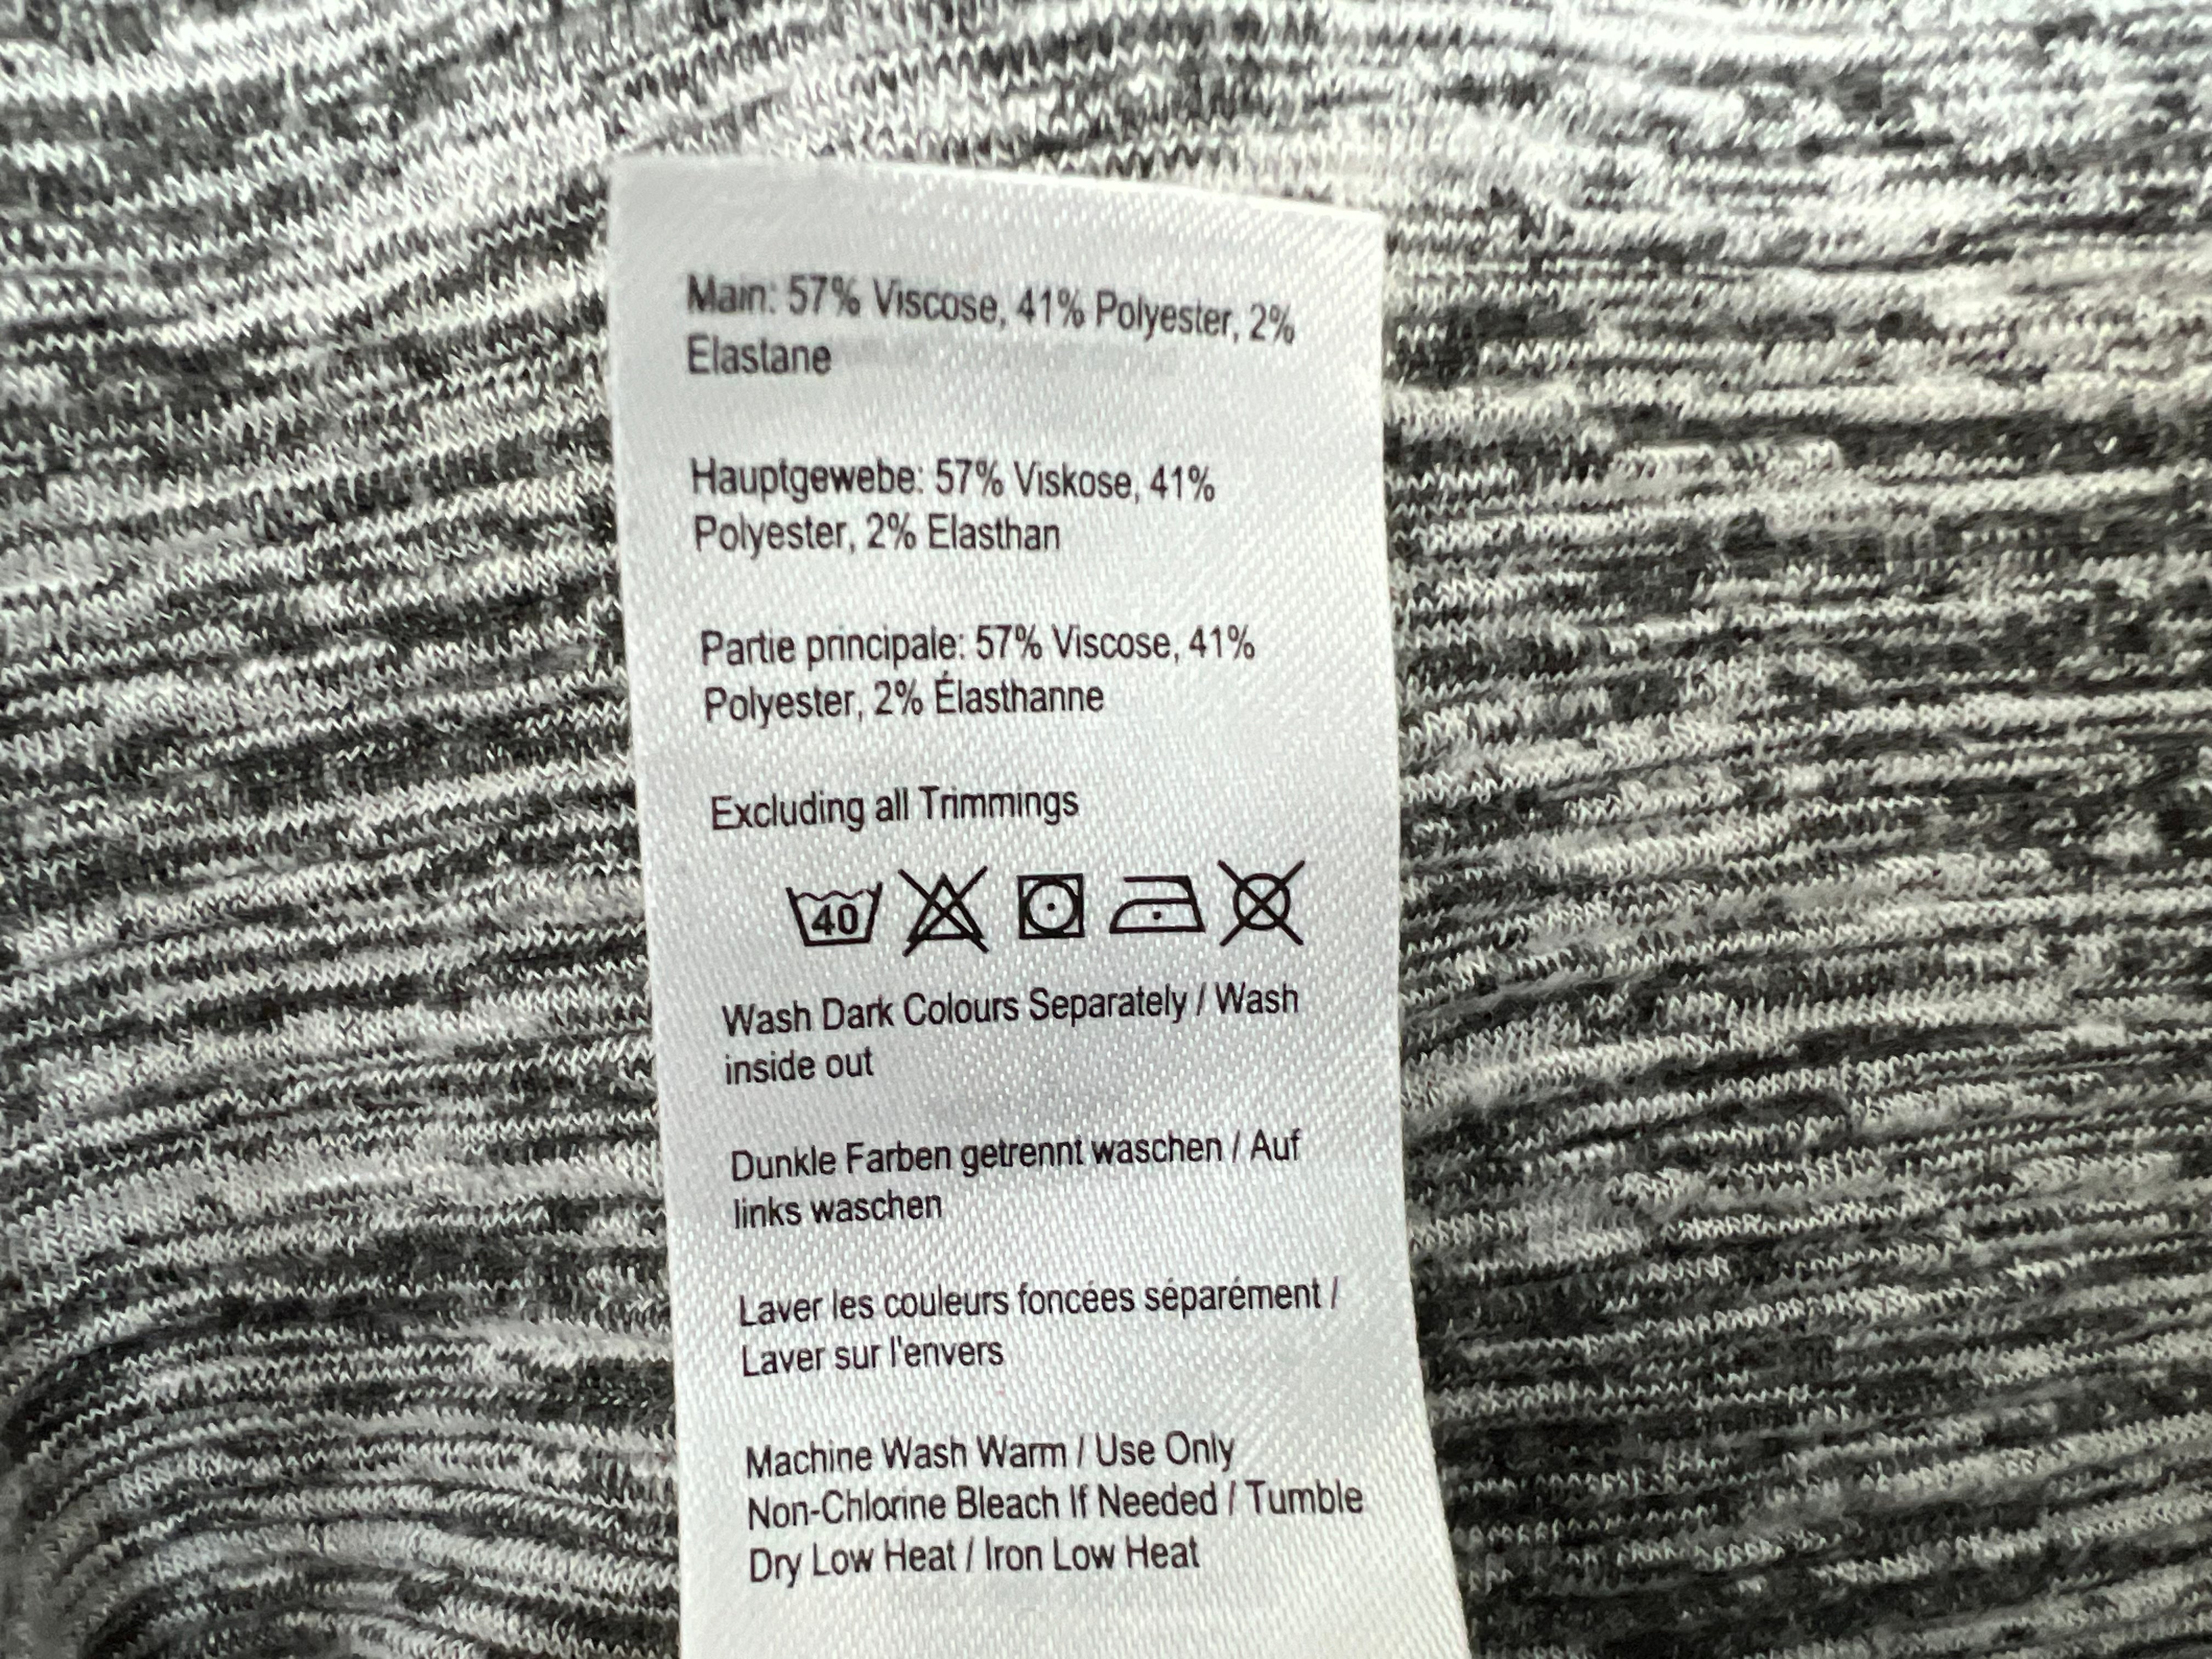 Main: 57% Viscose, 41% Polyester, 2%
Elastane
Hauptgewebe: 57% Viskose, 41%
Polyester, 2% Elasthan
Partie principale: 57% Viscose, 41%
Polyester, 2% Élasthanne
Excluding all Trimmings
40
Wash Dark Colours Separately / Wash
inside out
Dunkle Farben getrennt waschen / Auf
links waschen
Laver les couleurs foncées séparément /
Laver sur l'envers
Machine Wash Warm / Use Only
Non-Chlorine Bleach If Needed / Tumble
Dry Low Heat / Iron Low Heat